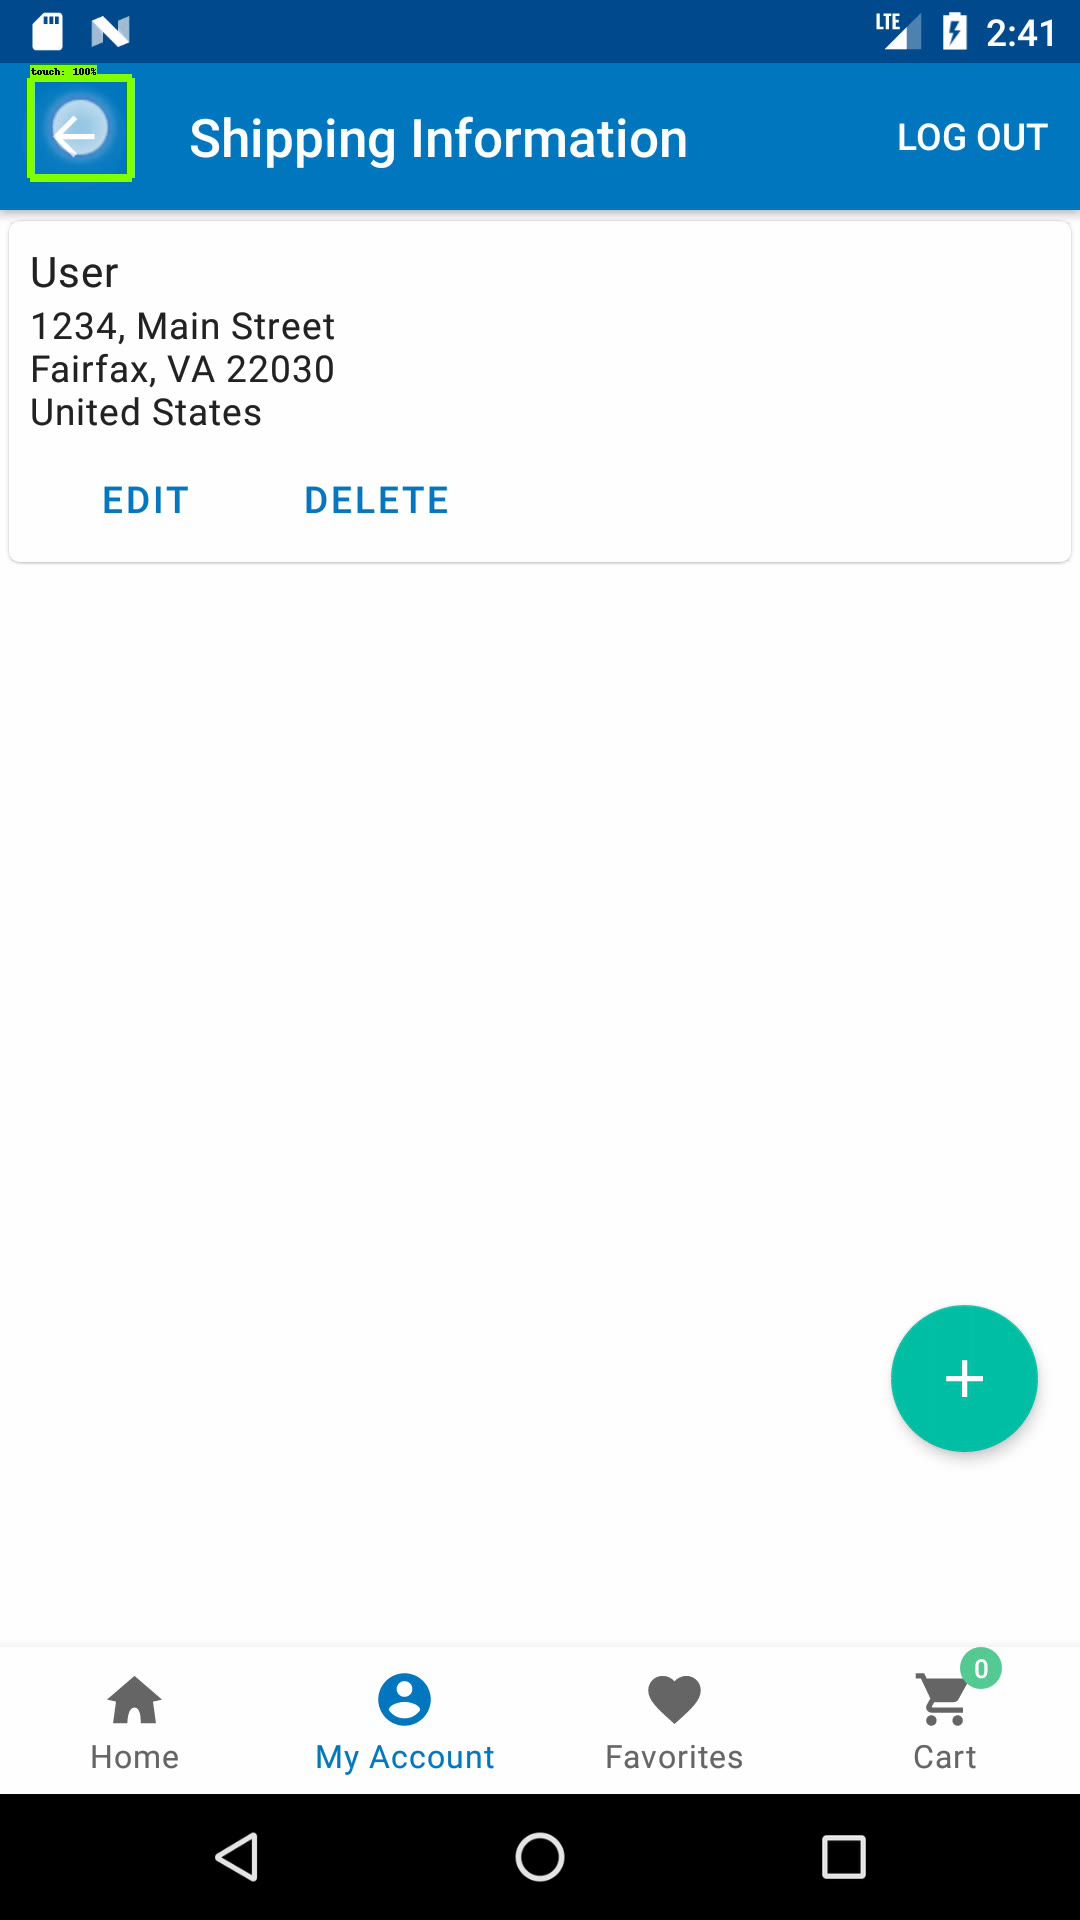 LTE 2:41
touch: 100%
Shipping Information LOG OUT
User
1234, Main Street
Fairfax, VA 22030
United States
EDIT DELETE
0
Home My Account Favorites Cart